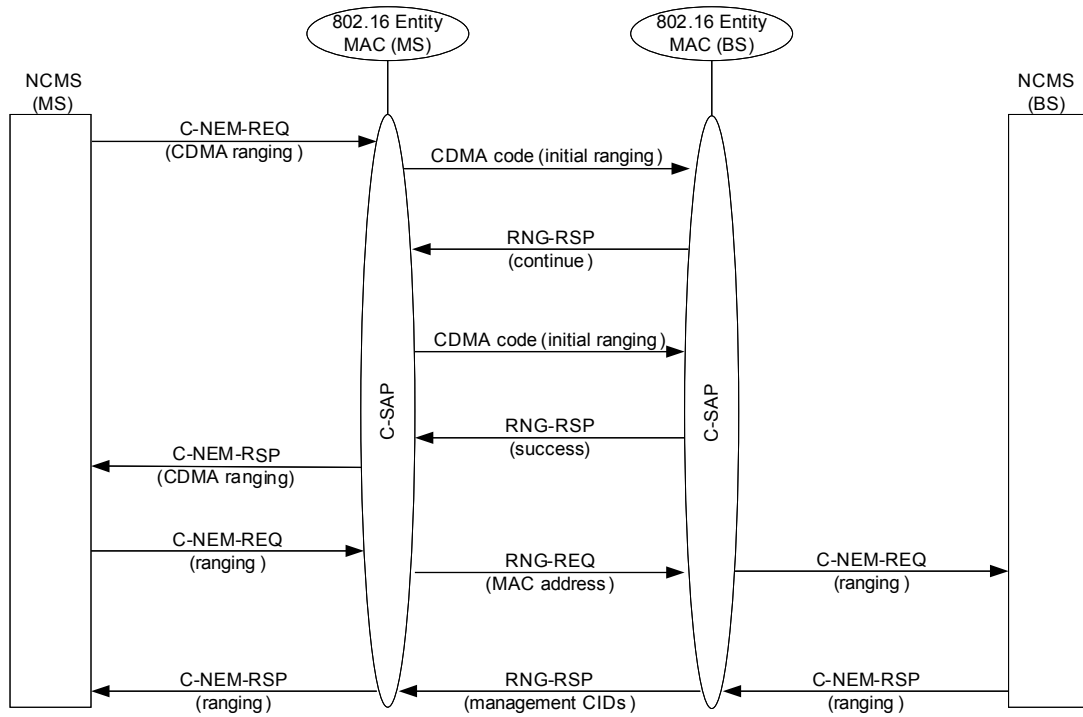 802.16 Entity
MAC (MS)
802.16 Entity
MAC (BS)
NCMS
(MS)
NCMS
(BS)
C-NEM-REQ
(CDMA ranging )
CDMA code (initial ranging )
RNG-RSP
(continue )
CDMA code (initial ranging )
C-SAP
C-SAP
RNG-RSP
(success)
C-NEM-RSP
(CDMA ranging)
C-NEM-REQ
(ranging )
RNG-REQ
(MAC address)
C-NEM-REQ
(ranging )
C-NEM-RSP
(ranging )
RNG-RSP
(management CIDs )
C-NEM-RSP
(ranging )